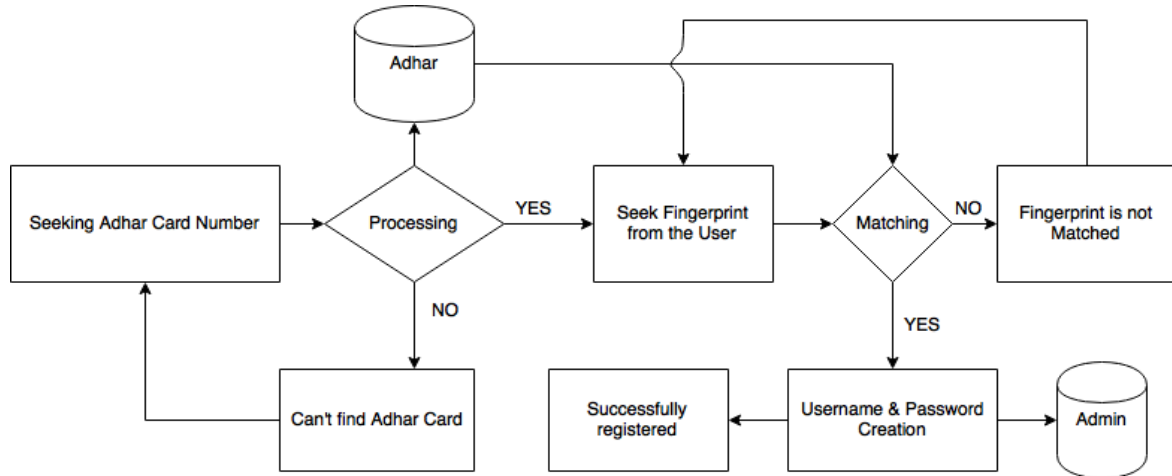 Adhar
Seeking Adhar Card Number
Processing
YES
Seek Fingerprint
from the User
Matching
NO
Fingerprint is not
Matched
NO
YES
Can't find Adhar Card
Successfully
registered
Username & Password
Creation
Admin